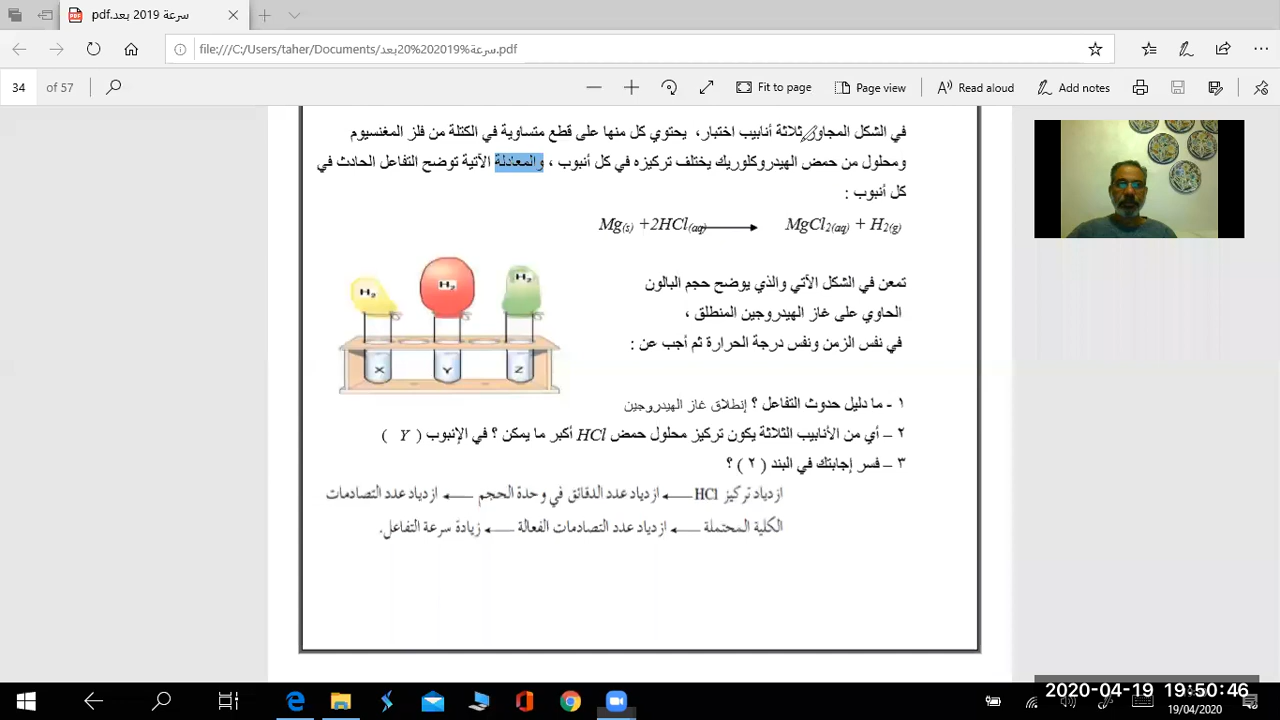 سرعة 2019 بعد.pdf
file:///C:/Users/taher/Documents/سرعة%202019%20بعد.pdf
34 of 57
Fit to page
Page view
Read aloud
Add notes
في الشكل المجاور ثلاثة أنابيب اختبار، يحتوي كل منها على قطع متساوية في الكتلة من فلز المغنسيوم
ومحلول من حمض الهيدروكلوريك يختلف تركيزه في كل أنبوب ، والمعادلة الآتية توضح التفاعل الحادث في
كل أنبوب :
Mg(s) +2HCl(aq) ⟶ MgCl2(aq) + H2(g)
تمعن في الشكل الآتي والذي يوضح حجم البالون
الحاوي على غاز الهيدروجين المنطلق ،
في نفس الزمن ونفس درجة الحرارة ثم أجب عن :
H2 H2 H2
X Y Z
١ - ما دليل حدوث التفاعل ؟ إنطلاق غاز الهيدروجين
٢ – أي من الأنابيب الثلاثة يكون تركيز محلول حمض HCl أكبر ما يمكن ؟ في الإنبوب ( Y )
٣ – فسر إجابتك في البند ( ٢ ) ؟
ازدياد تركيز HCl ← ازدياد عدد الدقائق في وحدة الحجم ← ازدياد عدد التصادمات
الكلية المحتملة ← ازدياد عدد التصادمات الفعالة ← زيادة سرعة التفاعل.
2020-04-19 19:50:46
19/04/2020